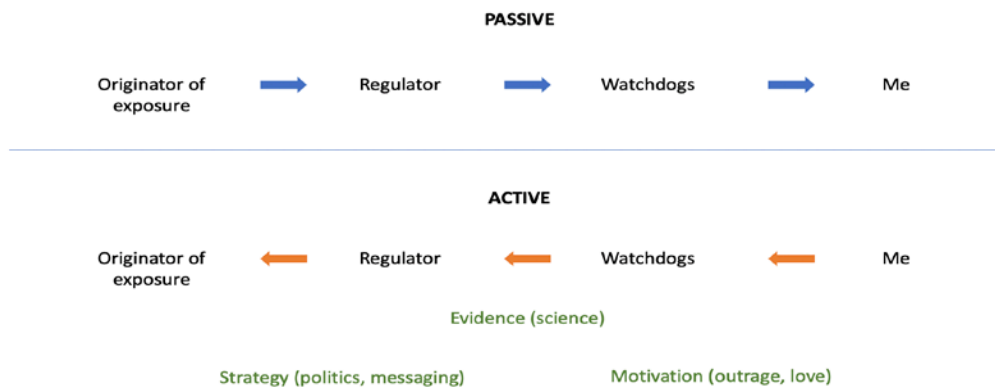 PASSIVE
Originator of exposure Regulator Watchdogs Me
ACTIVE
Originator of exposure Regulator Watchdogs Me
Evidence (science)
Strategy (politics, messaging) Motivation (outrage, love)